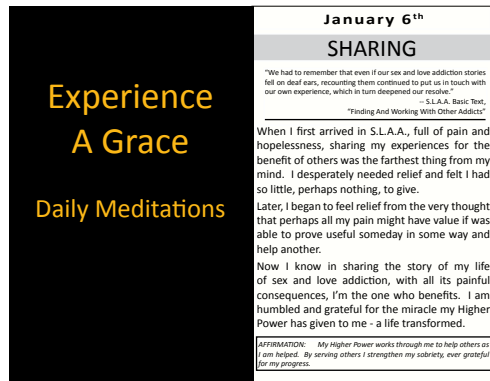 Experience
A Grace
Daily Meditations
January 6th
SHARING
"We had to remember that even if our sex and love addiction stories
fell on deaf ears, recounting them continued to put us in touch with
our own experience, which in turn deepened our resolve."
-- S.L.A.A. Basic Text,
"Finding And Working With Other Addicts"
When I first arrived in S.L.A.A., full of pain and
hopelessness, sharing my experiences for the
benefit of others was the farthest thing from my
mind. I desperately needed relief and felt I had
so little, perhaps nothing, to give.
Later, I began to feel relief from the very thought
that perhaps all my pain might have value if was
able to prove useful someday in some way and
help another.
Now I know in sharing the story of my life
of sex and love addiction, with all its painful
consequences, I'm the one who benefits. I am
humbled and grateful for the miracle my Higher
Power has given to me - a life transformed.
AFFIRMATION: My Higher Power works through me to help others as
I am helped. By serving others I strengthen my sobriety, ever grateful
for my progress.